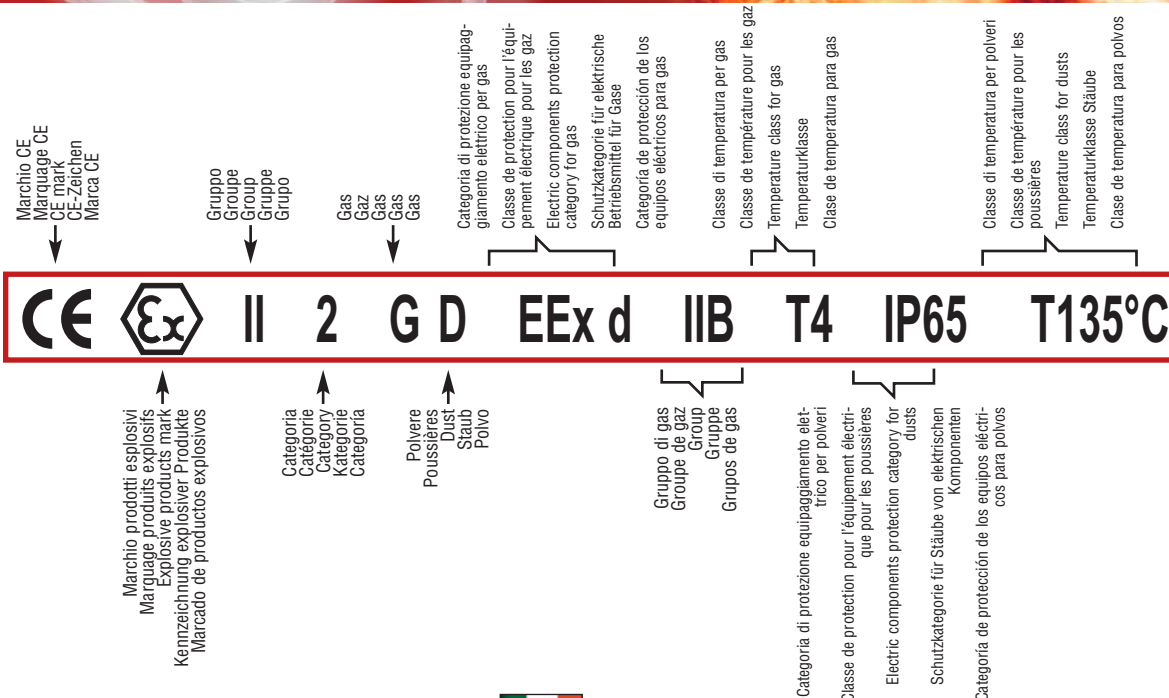 Marchio CE
Marquage CE
CE mark
CE-Zeichen
Marca CE
Gruppo
Groupe
Group
Gruppe
Grupo
Gas
Gaz
Gas
Gas
Gas
Categoria di protezione equipag-
giamento elettrico per gas
Classe de protection pour l'équi-
pement électrique pour les gaz
Electric components protection
category for gas
Schutzkategorie für elektrische
Betriebsmittel für Gase
Categoría de protección de los
equipos eléctricos para gas
Classe di temperatura per gas
Classe de température pour les gaz
Temperature class for gas
Temperaturklasse
Clase de temperatura para gas
Classe di temperatura per polveri
Classe de température pour les
poussières
Temperature class for dusts
Temperaturklasse Stäube
Clase de temperatura para polvos
CE Ex II 2 G D EEx d IIB T4 IP65 T135°C
Marchio prodotti esplosivi
Marguage produits explosifs
Explosive products mark
Kennzeichnung explosiver Produkte
Marcado de productos explosivos
Categoria
Catégorie
Category
Kategorie
Categoría
Polvere
Poussières
Dust
Staub
Polvo
Gruppo di gas
Groupe de gaz
Group
Gruppe
Grupos de gas
Categoria di protezione equipaggiamento elet-
trico per polveri
Classe de protection pour l'équipement électri-
que pour les poussières
Electric components protection category for
dusts
Schutzkategorie für Stäube von elektrischen
Komponenten
Categoría de protección de los equipos eléctri-
cos para polvos